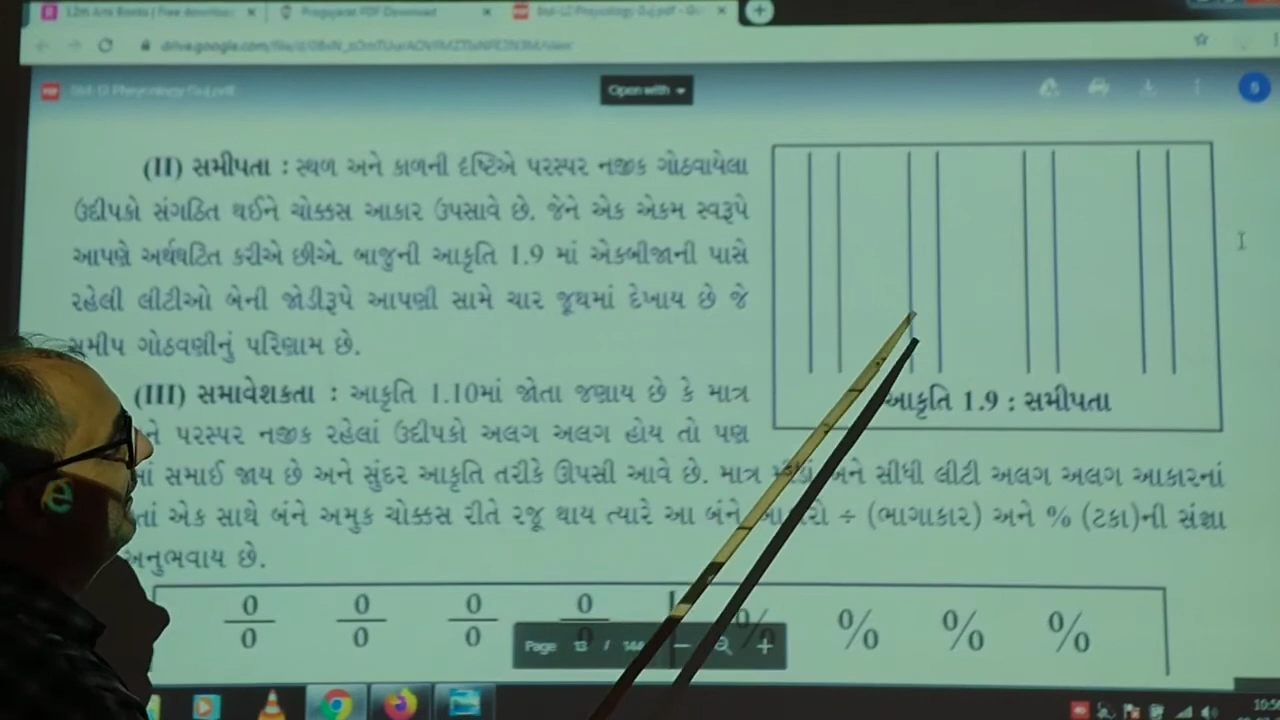 Open with
(II) સમીપતા : સ્થળ અને કાળની દૃષ્ટિએ પરસ્પર નજીક ગોઠવાયેલા
ઉદ્દીપકો સંગઠિત થઈને ચોક્કસ આકાર ઉપસાવે છે. જેને એક એકમ સ્વરૂપે
આપણે અર્થઘટિત કરીએ છીએ. બાજુની આકૃતિ 1.9 માં એકબીજાની પાસે
રહેલી લીટીઓ બેની જોડીરૂપે આપણી સામે ચાર જૂથમાં દેખાય છે જે
સમીપ ગોઠવણીનું પરિણામ છે.
આકૃતિ 1.9 : સમીપતા
(III) સમાવેશકતા : આકૃતિ 1.10માં જોતા જણાય છે કે માત્ર
પરસ્પર નજીક રહેલાં ઉદ્દીપકો અલગ અલગ હોય તો પણ
સમાઈ જાય છે અને સુંદર આકૃતિ તરીકે ઊપસી આવે છે. માત્ર અને સીધી લીટી અલગ અલગ આકારનાં
એક સાથે બંને અમુક ચોક્કસ રીતે રજૂ થાય ત્યારે આ બંને ÷ (ભાગાકાર) અને % (ટકા)ની સંજ્ઞા
અનુભવાય છે.
0 0 0 0
0 0 0 0 % % % %
Page 13 / 144